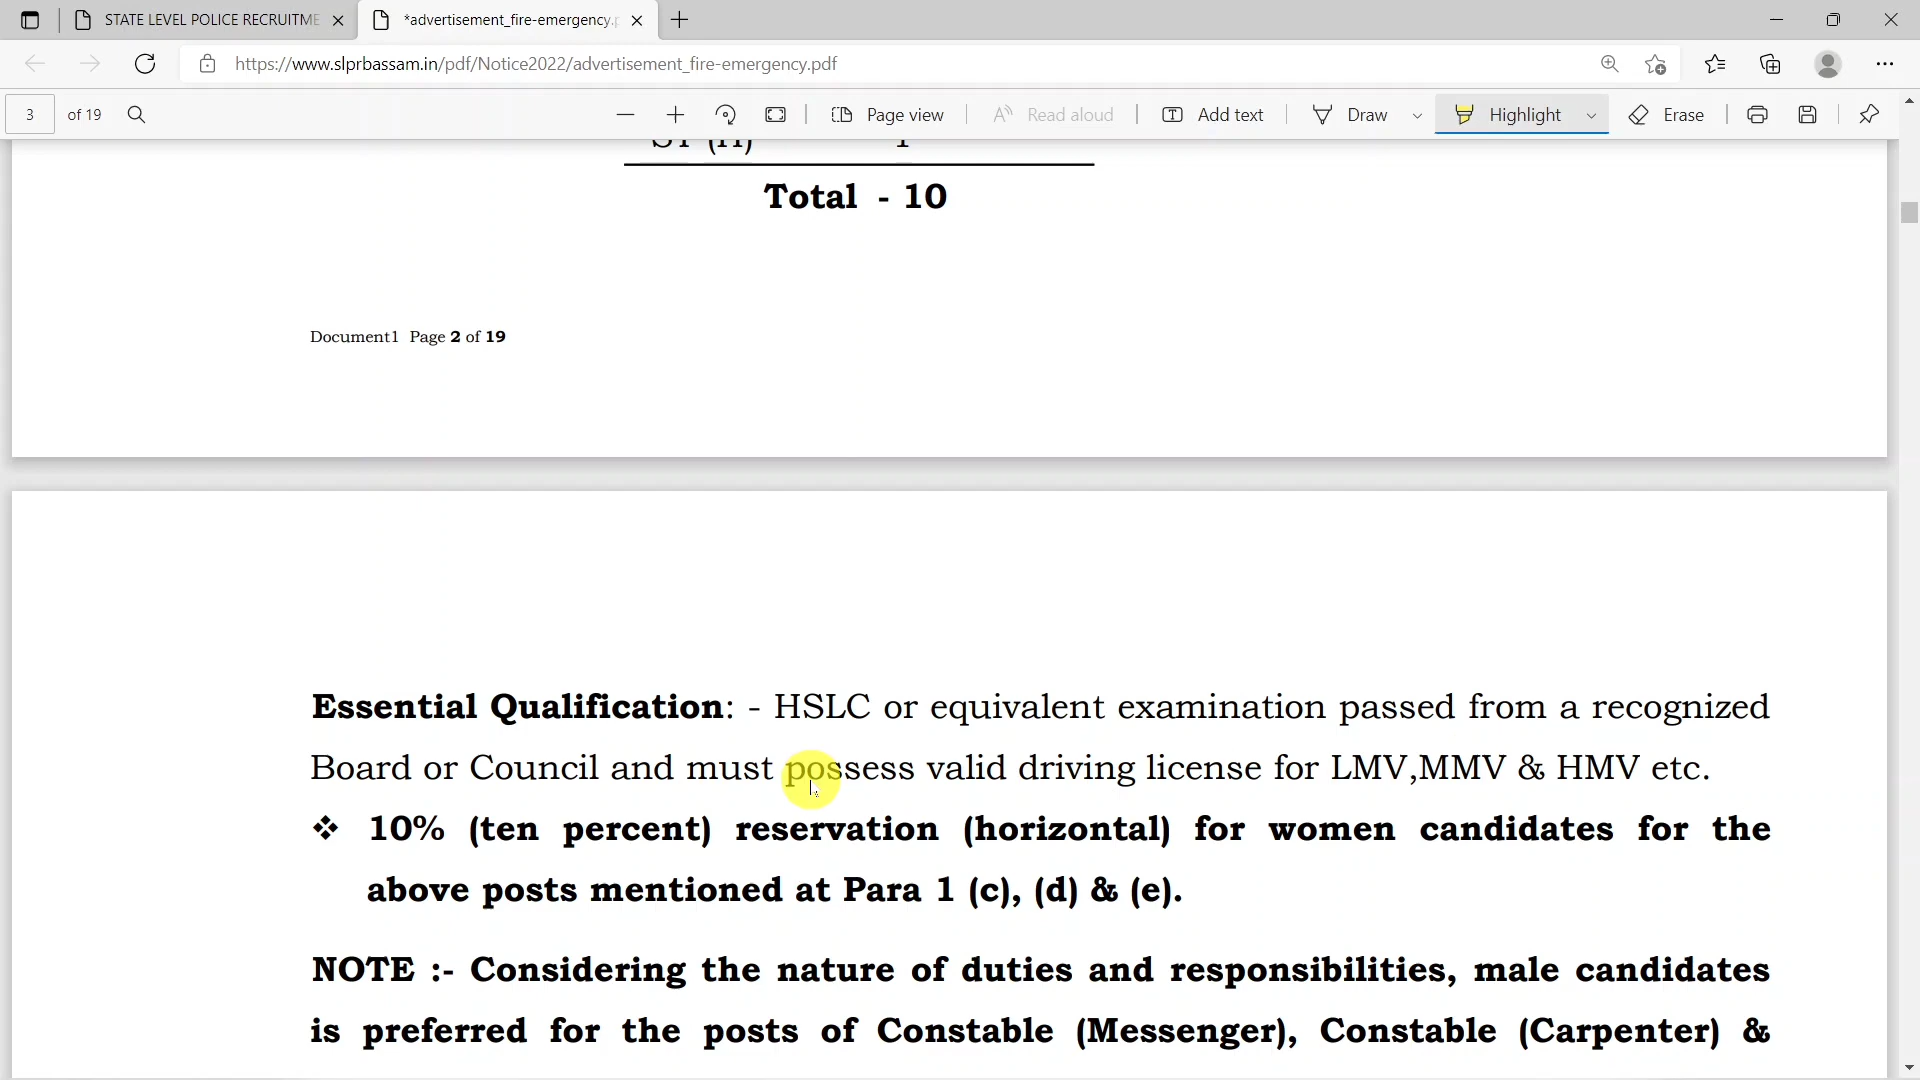 STATE LEVEL POLICE RECRUITME
*advertisement_fire-emergency.p
https://www.slprbassam.in/pdf/Notice2022/advertisement_fire-emergency.pdf
3 of 19
Page view
Read aloud
Add text
Draw
Highlight
Erase
ST (H) 1
Total - 10
Document1 Page 2 of 19
Essential Qualification: - HSLC or equivalent examination passed from a recognized
Board or Council and must possess valid driving license for LMV,MMV & HMV etc.
❖ 10% (ten percent) reservation (horizontal) for women candidates for the
above posts mentioned at Para 1 (c), (d) & (e).
NOTE :- Considering the nature of duties and responsibilities, male candidates
is preferred for the posts of Constable (Messenger), Constable (Carpenter) &